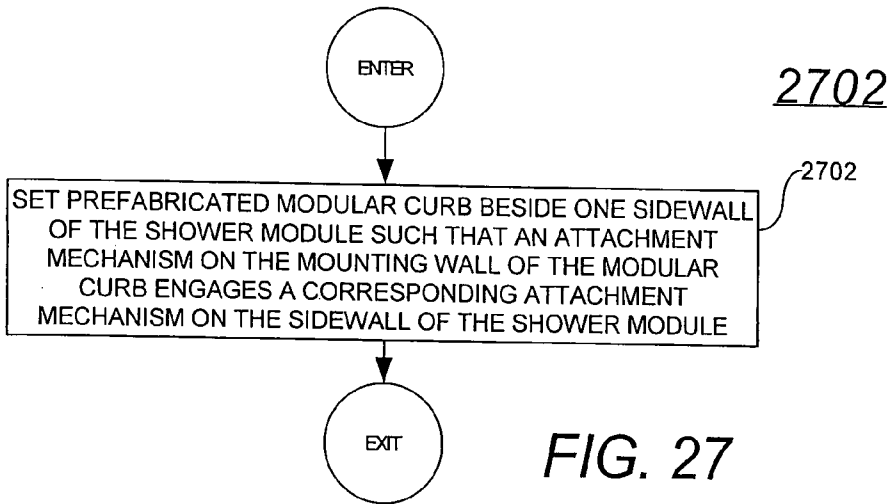 ENTER
2702
2702
SET PREFABRICATED MODULAR CURB BESIDE ONE SIDEWALL
OF THE SHOWER MODULE SUCH THAT AN ATTACHMENT
MECHANISM ON THE MOUNTING WALL OF THE MODULAR
CURB ENGAGES A CORRESPONDING ATTACHMENT
MECHANISM ON THE SIDEWALL OF THE SHOWER MODULE
EXIT
FIG. 27